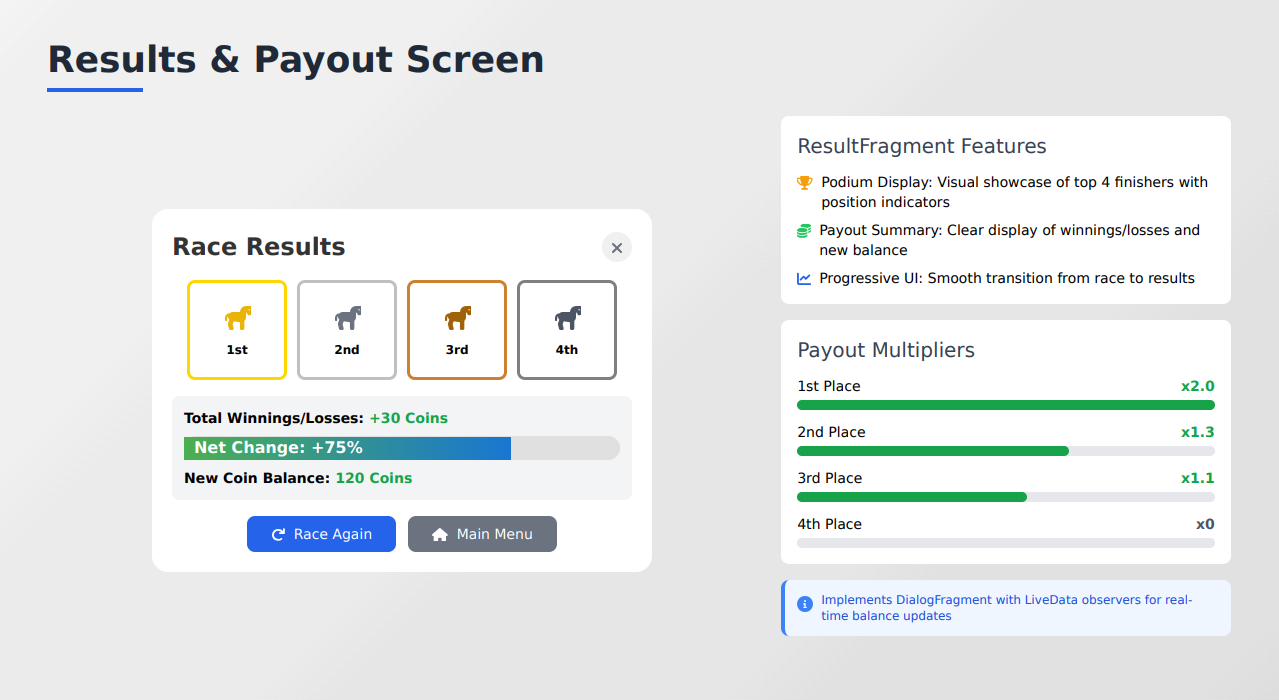 Results & Payout Screen
Race Results
1st
2nd
3rd
4th
Total Winnings/Losses: +30 Coins
Net Change: +75%
New Coin Balance: 120 Coins
Race Again
Main Menu
ResultFragment Features
Podium Display: Visual showcase of top 4 finishers with
position indicators
Payout Summary: Clear display of winnings/losses and
new balance
Progressive UI: Smooth transition from race to results
Payout Multipliers
1st Place x2.0
2nd Place x1.3
3rd Place x1.1
4th Place x0
Implements DialogFragment with LiveData observers for real-
time balance updates